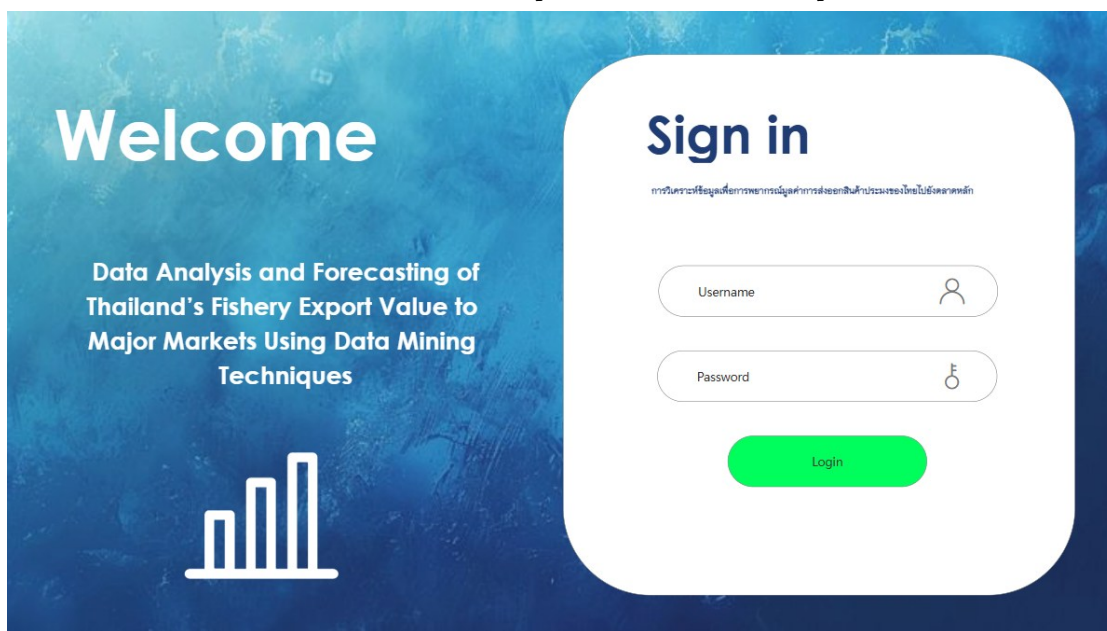 Welcome
Data Analysis and Forecasting of
Thailand's Fishery Export Value to
Major Markets Using Data Mining
Techniques
Sign in
การวิเคราะห์ข้อมูลเพื่อการพยากรณ์มูลค่าการส่งออกสินค้าประมงของไทยไปยังตลาดหลัก
Username
Password
Login